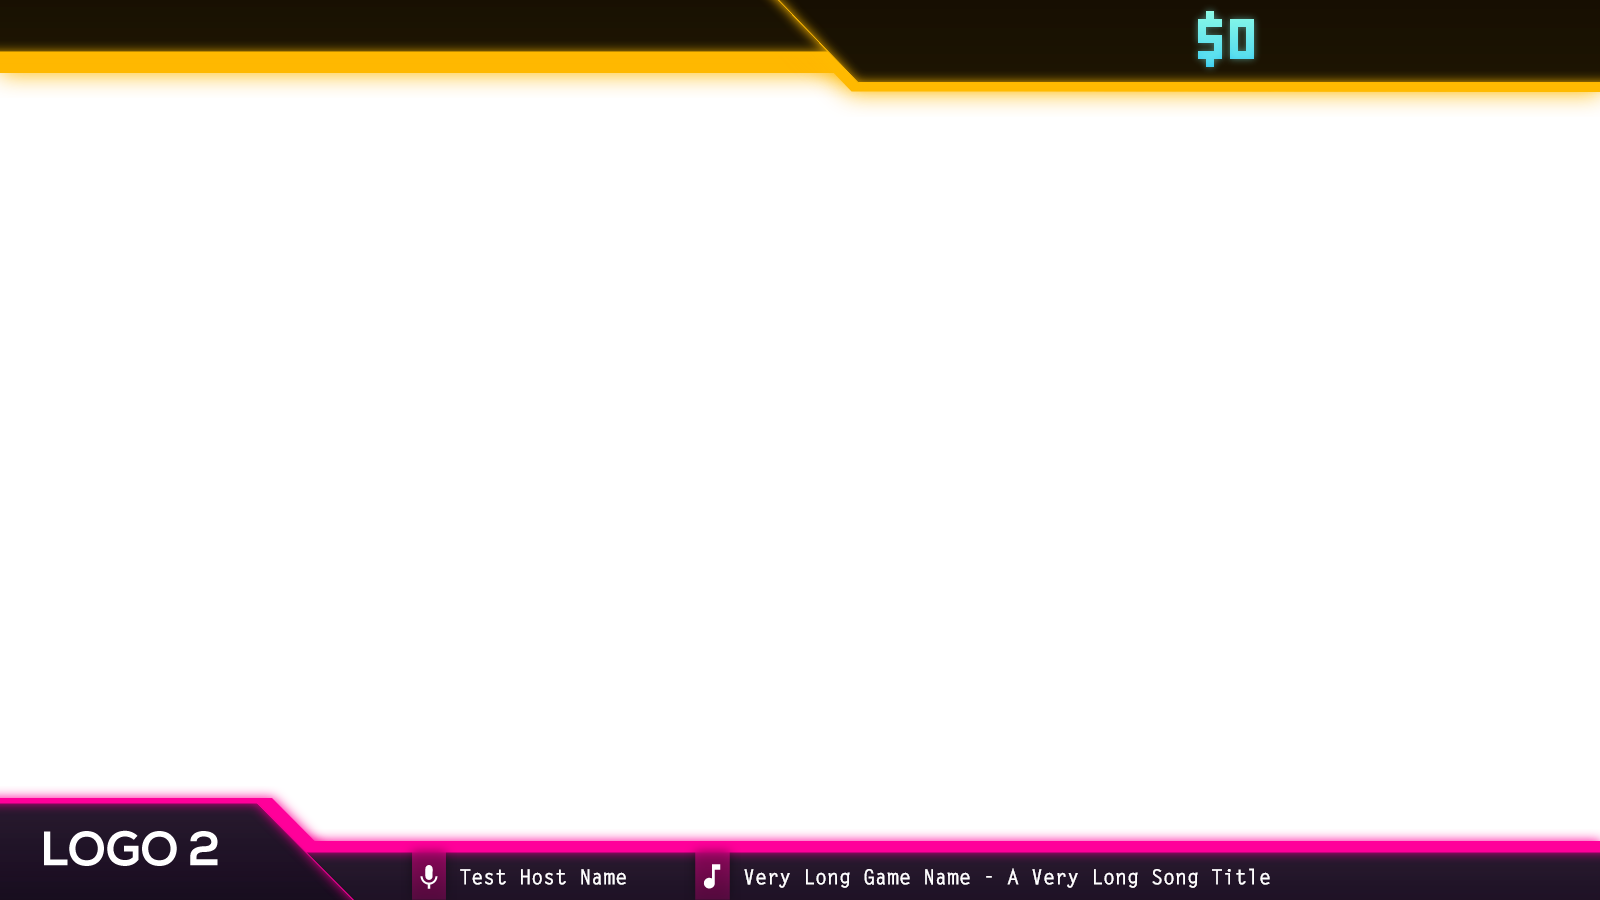 $0
LOGO 2
Test Host Name
Very Long Game Name - A Very Long Song Title